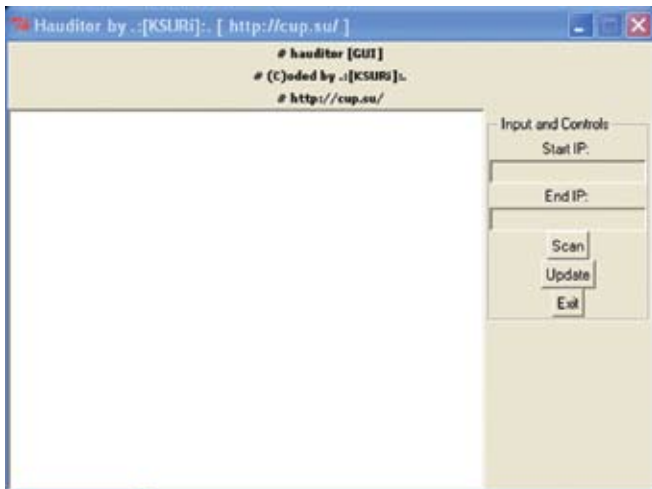 Hauditor by .:[KSURi]:. [ http://cup.su/ ]
# hauditor [GUI]
# (C)oded by .:[KSURi]:.
# http://cup.su/
Input and Controls
Start IP:
End IP:
Scan
Update
Exit